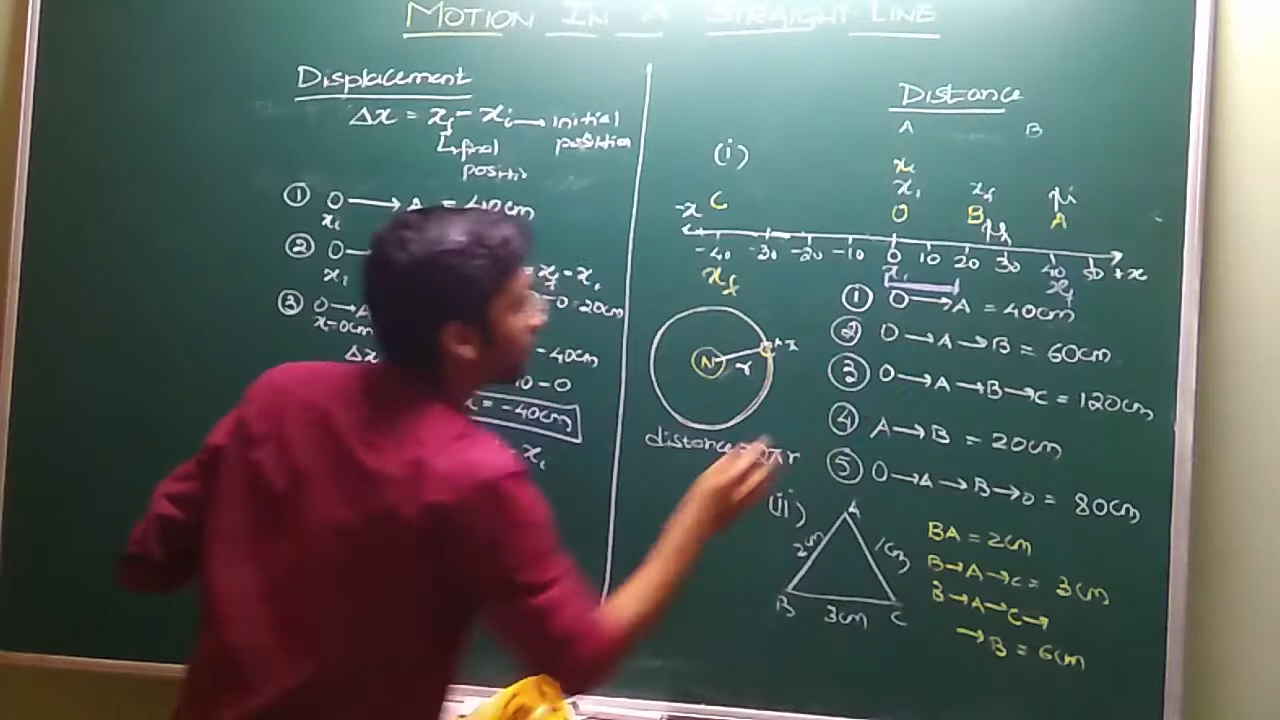 MOTION IN A STRAIGHT LINE
Displacement
Δx = x_f - x_i → initial position
↳ final
① O → A = 40cm
x_i
② O
x_i
= x_f - x_i
- 0 = 20cm
③ O → A
x=0cm
Δx
-40cm
- 0
x = -40cm
- x_i
Distance
A B
(i)
x_i
x_i x_f
C O B A
-x
-40 -30 -20 -10 0 10 20 30 40 50 +x
x_f x_i x_f
N r
distance = 2πr
① O → A = 40cm
② O → A → B = 60cm
③ O → A → B → C = 120cm
④ A → B = 20cm
⑤ O → A → B → O = 80cm
(ii)
A
2cm 1cm
B 3cm C
BA = 2cm
B → A → C = 3cm
B → A → C →
→ B = 6cm